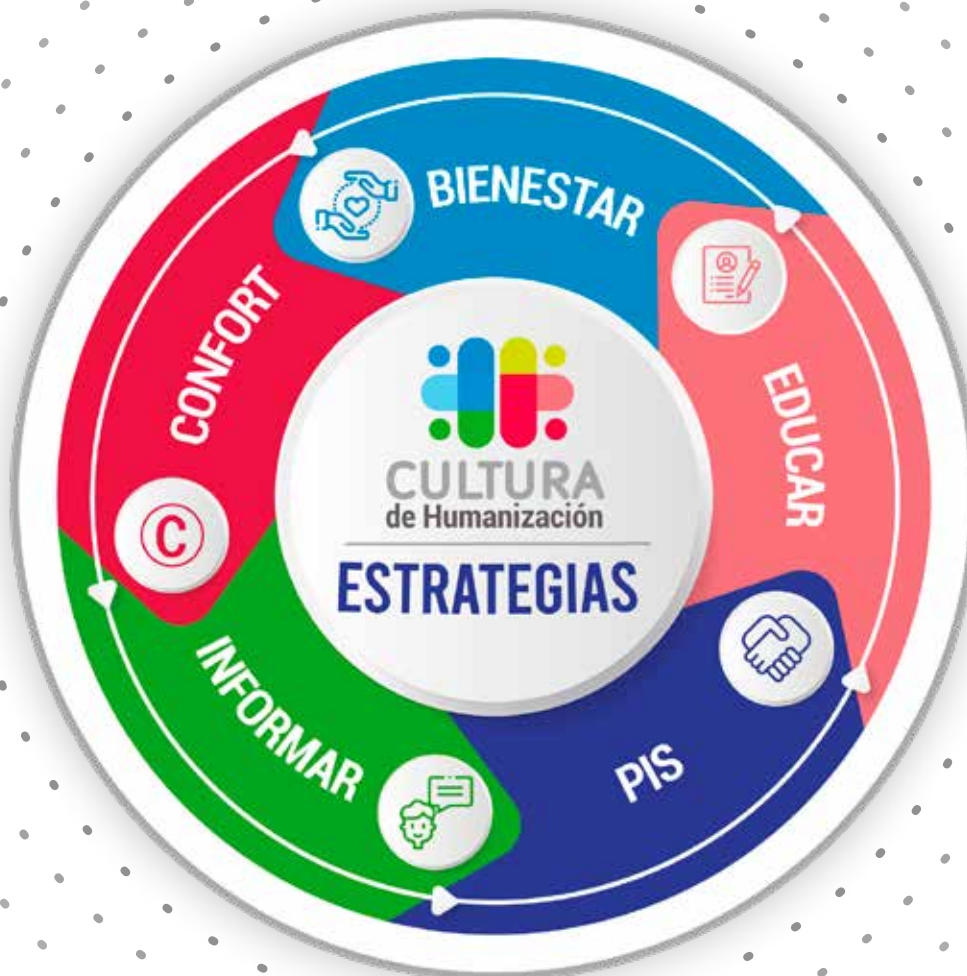 BIENESTAR
EDUCAR
PIS
INFORMAR
CONFORT
C
CULTURA
de Humanización
ESTRATEGIAS